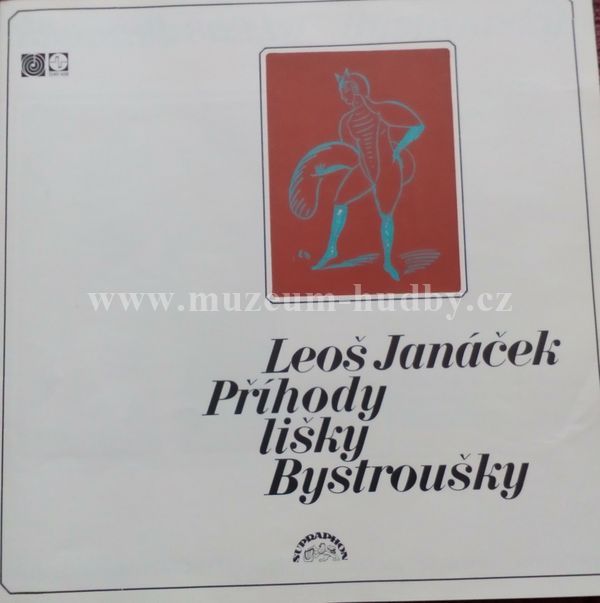 www.muzeum-hudby.cz
Leoš Janáček
Příhody
lišky
Bystroušky
SUPRAPHON